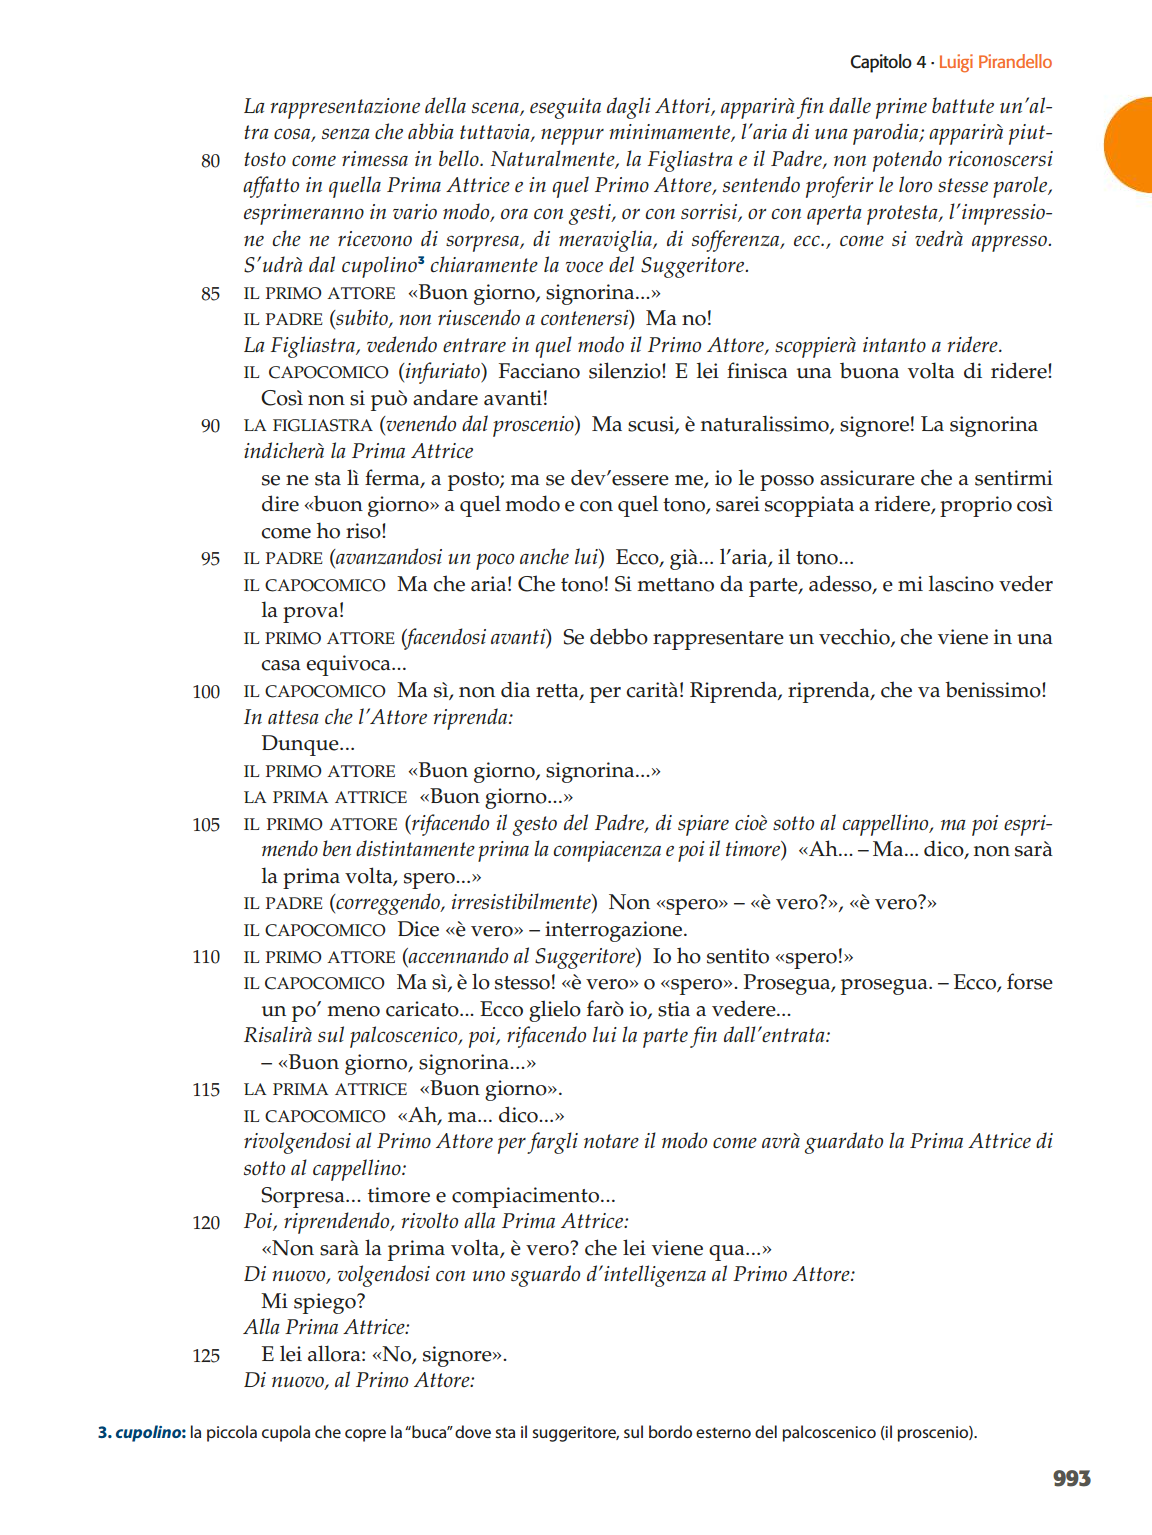 Capitolo 4 · Luigi Pirandello
La rappresentazione della scena, eseguita dagli Attori, apparirà fin dalle prime battute un'al-
tra cosa, senza che abbia tuttavia, neppur minimamente, l'aria di una parodia; apparirà piut-
80 tosto come rimessa in bello. Naturalmente, la Figliastra e il Padre, non potendo riconoscersi
affatto in quella Prima Attrice e in quel Primo Attore, sentendo proferir le loro stesse parole,
esprimeranno in vario modo, ora con gesti, or con sorrisi, or con aperta protesta, l'impressio-
ne che ne ricevono di sorpresa, di meraviglia, di sofferenza, ecc., come si vedrà appresso.
S'udrà dal cupolino³ chiaramente la voce del Suggeritore.
85 IL PRIMO ATTORE «Buon giorno, signorina...»
IL PADRE (subito, non riuscendo a contenersi) Ma no!
La Figliastra, vedendo entrare in quel modo il Primo Attore, scoppierà intanto a ridere.
IL CAPOCOMICO (infuriato) Facciano silenzio! E lei finisca una buona volta di ridere!
Così non si può andare avanti!
90 LA FIGLIASTRA (venendo dal proscenio) Ma scusi, è naturalissimo, signore! La signorina
indicherà la Prima Attrice
se ne sta lì ferma, a posto; ma se dev'essere me, io le posso assicurare che a sentirmi
dire «buon giorno» a quel modo e con quel tono, sarei scoppiata a ridere, proprio così
come ho riso!
95 IL PADRE (avanzandosi un poco anche lui) Ecco, già... l'aria, il tono...
IL CAPOCOMICO Ma che aria! Che tono! Si mettano da parte, adesso, e mi lascino veder
la prova!
IL PRIMO ATTORE (facendosi avanti) Se debbo rappresentare un vecchio, che viene in una
casa equivoca...
100 IL CAPOCOMICO Ma sì, non dia retta, per carità! Riprenda, riprenda, che va benissimo!
In attesa che l'Attore riprenda:
Dunque...
IL PRIMO ATTORE «Buon giorno, signorina...»
LA PRIMA ATTRICE «Buon giorno...»
105 IL PRIMO ATTORE (rifacendo il gesto del Padre, di spiare cioè sotto al cappellino, ma poi espri-
mendo ben distintamente prima la compiacenza e poi il timore) «Ah... – Ma... dico, non sarà
la prima volta, spero...»
IL PADRE (correggendo, irresistibilmente) Non «spero» – «è vero?», «è vero?»
IL CAPOCOMICO Dice «è vero» – interrogazione.
110 IL PRIMO ATTORE (accennando al Suggeritore) Io ho sentito «spero!»
IL CAPOCOMICO Ma sì, è lo stesso! «è vero» o «spero». Prosegua, prosegua. – Ecco, forse
un po' meno caricato... Ecco glielo farò io, stia a vedere...
Risalirà sul palcoscenico, poi, rifacendo lui la parte fin dall'entrata:
– «Buon giorno, signorina...»
115 LA PRIMA ATTRICE «Buon giorno».
IL CAPOCOMICO «Ah, ma... dico...»
rivolgendosi al Primo Attore per fargli notare il modo come avrà guardato la Prima Attrice di
sotto al cappellino:
Sorpresa... timore e compiacimento...
120 Poi, riprendendo, rivolto alla Prima Attrice:
«Non sarà la prima volta, è vero? che lei viene qua...»
Di nuovo, volgendosi con uno sguardo d'intelligenza al Primo Attore:
Mi spiego?
Alla Prima Attrice:
125 E lei allora: «No, signore».
Di nuovo, al Primo Attore:
3. cupolino: la piccola cupola che copre la "buca" dove sta il suggeritore, sul bordo esterno del palcoscenico (il proscenio).
993